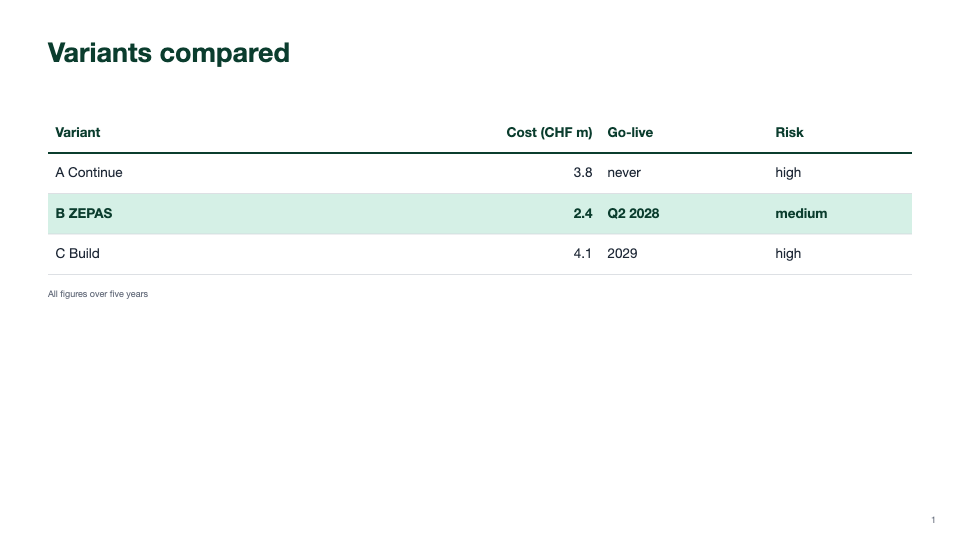 Variants compared
Variant Cost (CHF m) Go-live Risk
A Continue 3.8 never high
B ZEPAS 2.4 Q2 2028 medium
C Build 4.1 2029 high
All figures over five years
1